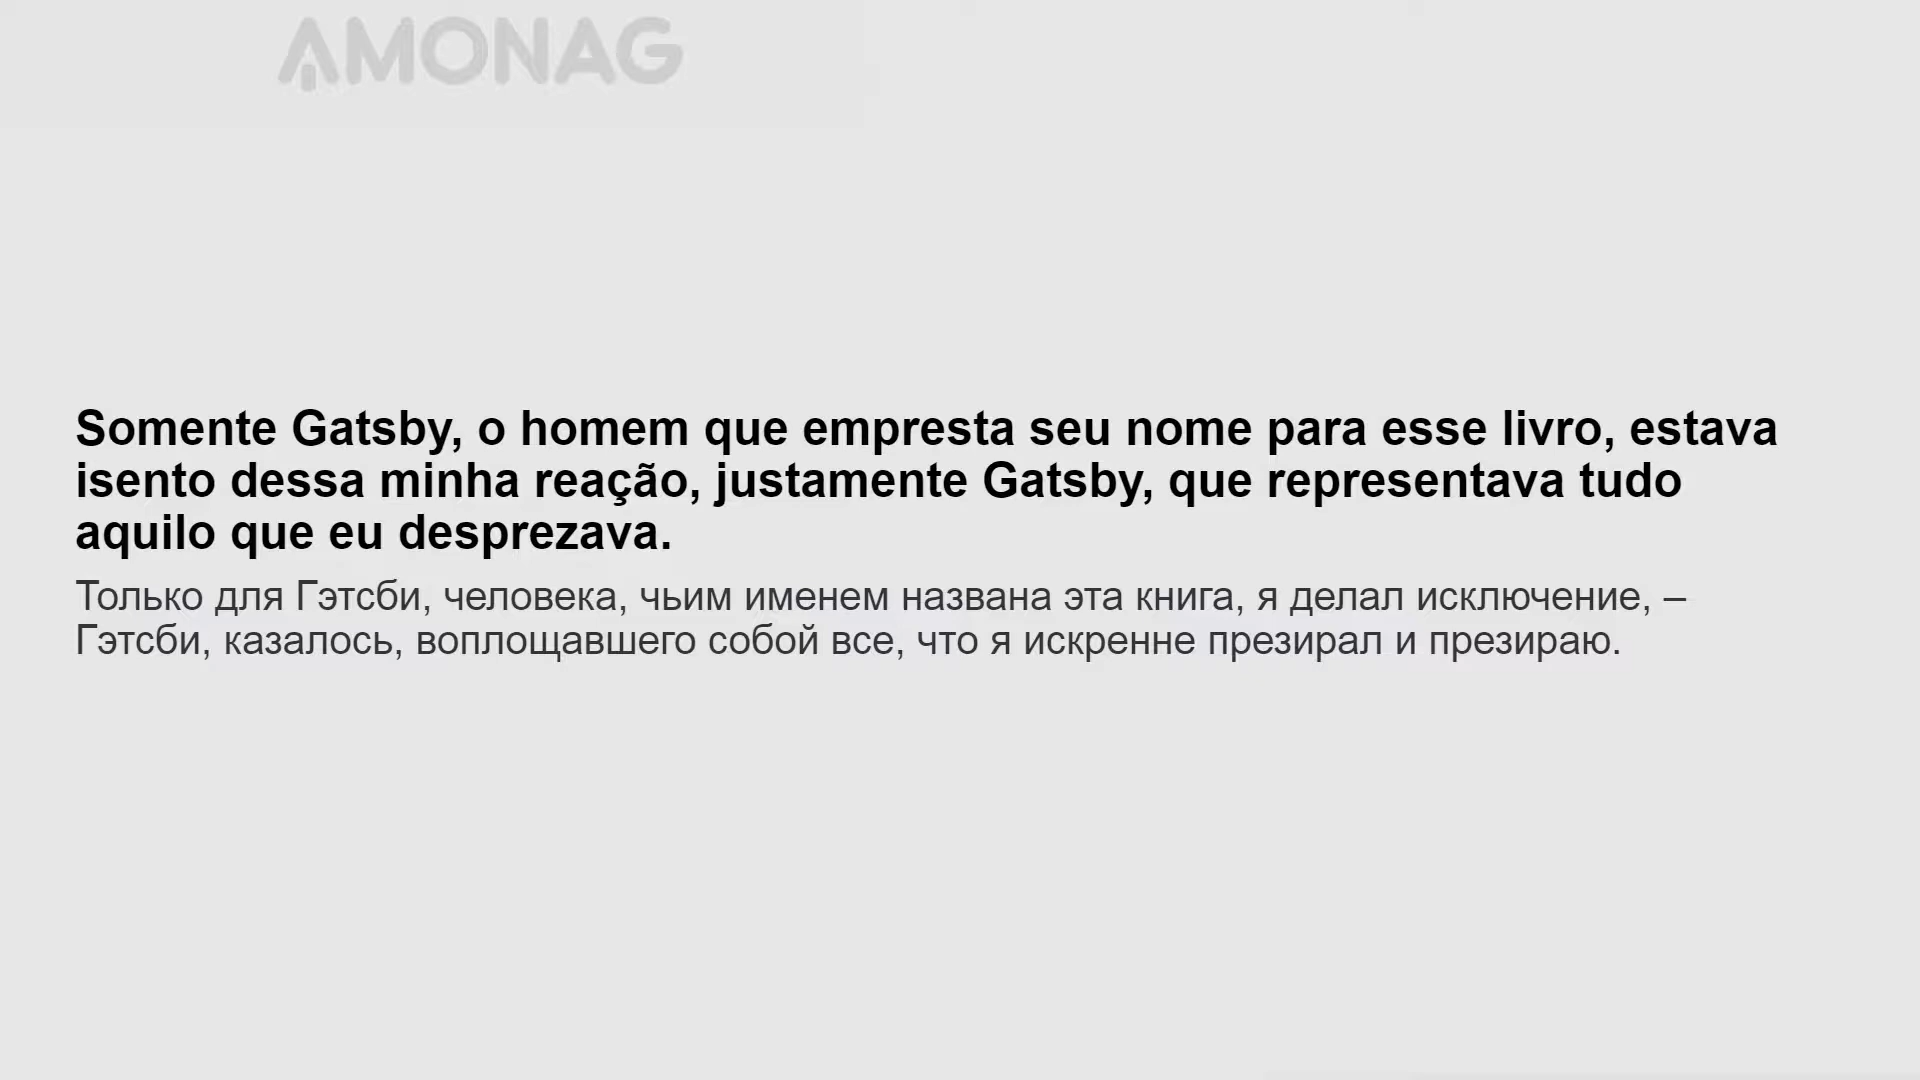 AMONAG
Somente Gatsby, o homem que empresta seu nome para esse livro, estava
isento dessa minha reação, justamente Gatsby, que representava tudo
aquilo que eu desprezava.
Только для Гэтсби, человека, чьим именем названа эта книга, я делал исключение, –
Гэтсби, казалось, воплощавшего собой все, что я искренне презирал и презираю.